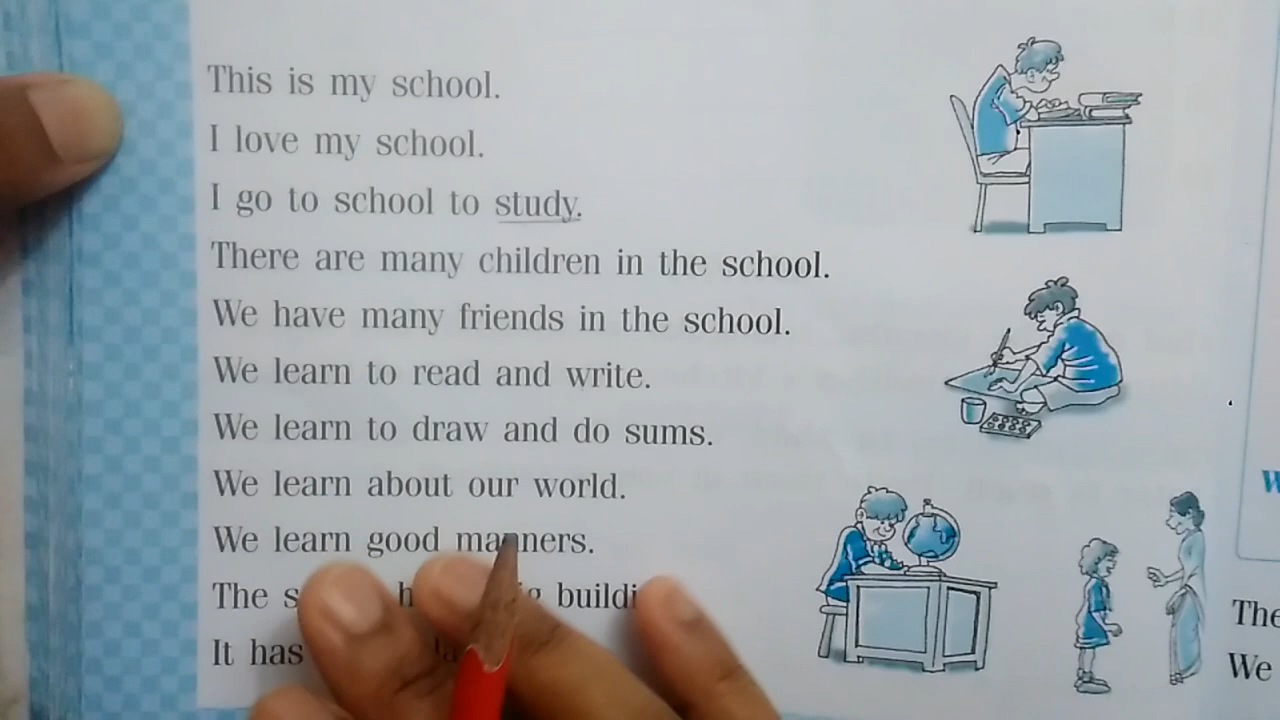 This is my school.
I love my school.
I go to school to study.
There are many children in the school.
We have many friends in the school.
We learn to read and write.
We learn to draw and do sums.
We learn about our world.
We learn good manners.
The
It has
The
We